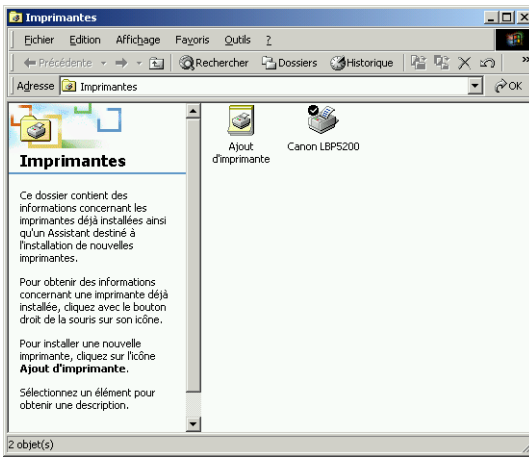 Imprimantes
Fichier Edition Affichage Favoris Outils ?
Précédente Rechercher Dossiers Historique »
Adresse Imprimantes OK
Imprimantes
Ce dossier contient des
informations concernant les
imprimantes déjà installées ainsi
qu'un Assistant destiné à
l'installation de nouvelles
imprimantes.
Pour obtenir des informations
concernant une imprimante déjà
installée, cliquez avec le bouton
droit de la souris sur son icône.
Pour installer une nouvelle
imprimante, cliquez sur l'icône
Ajout d'imprimante.
Sélectionnez un élément pour
obtenir une description.
Ajout
d'imprimante
Canon LBP5200
2 objet(s)